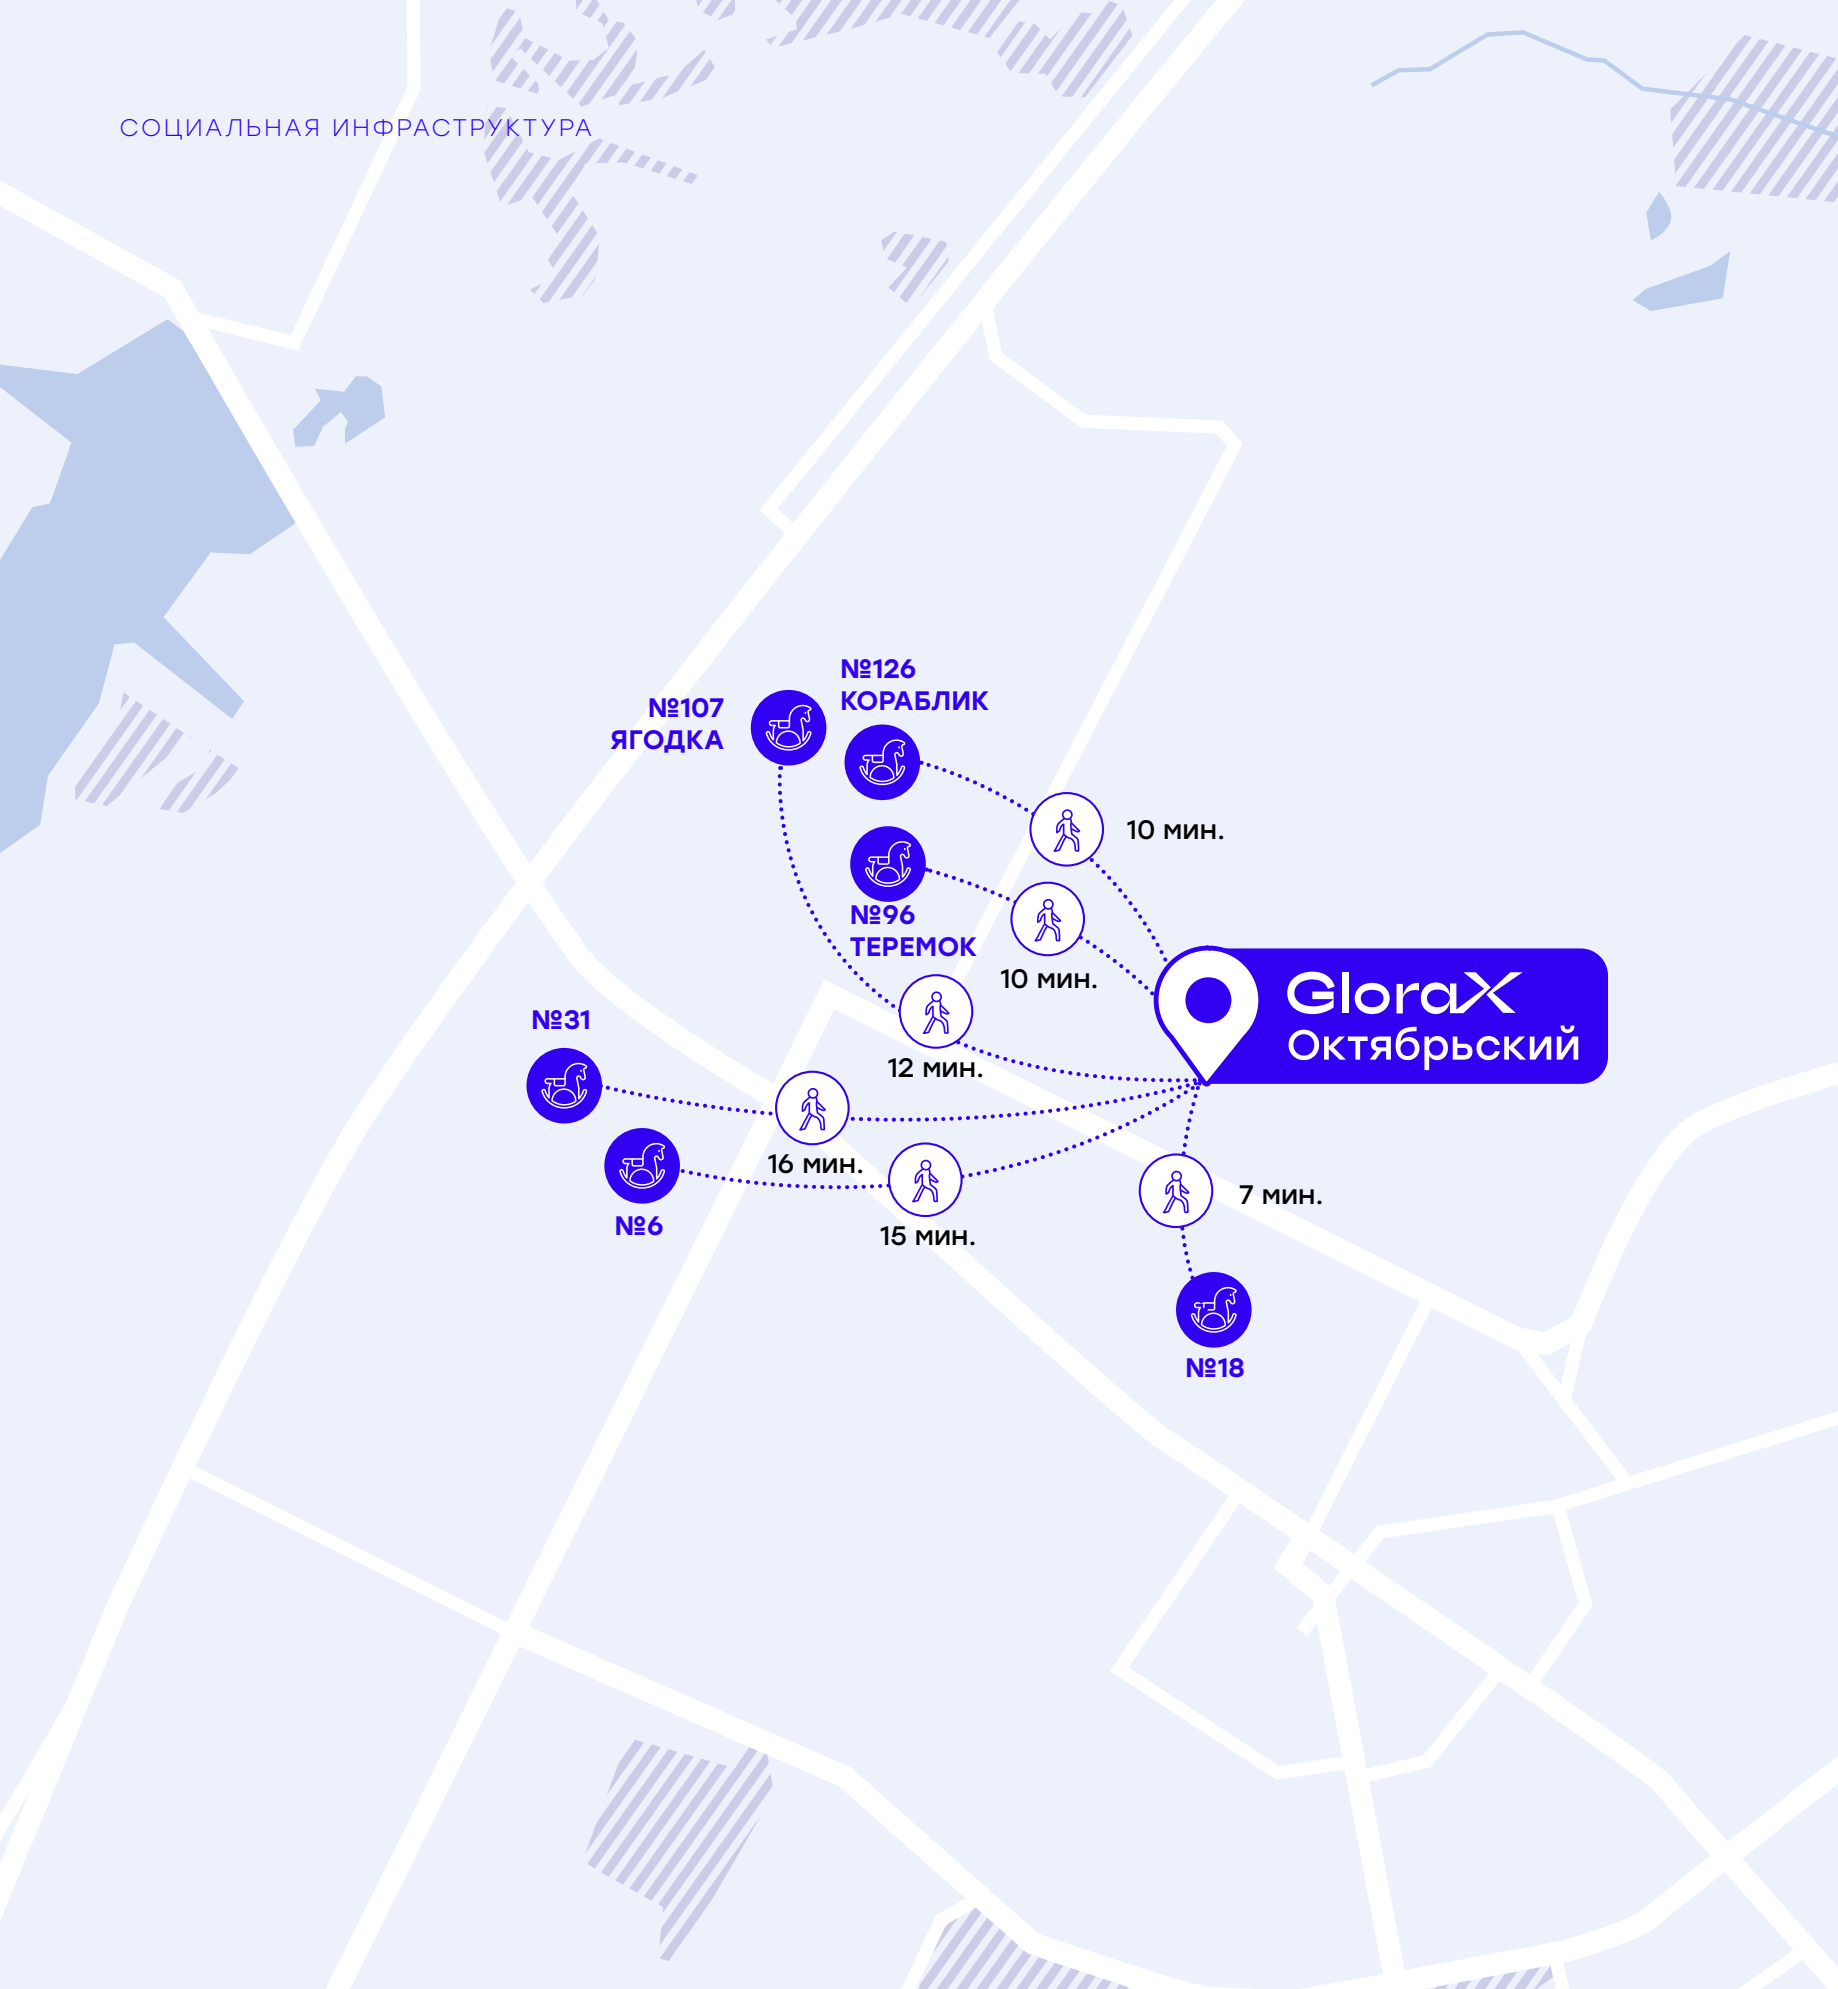 СОЦИАЛЬНАЯ ИНФРАСТРУКТУРА
№126
КОРАБЛИК
№107
ЯГОДКА
10 мин.
№96
ТЕРЕМОК
10 мин.
GloraX
Октябрьский
№31
12 мин.
16 мин.
7 мин.
№6
15 мин.
№18